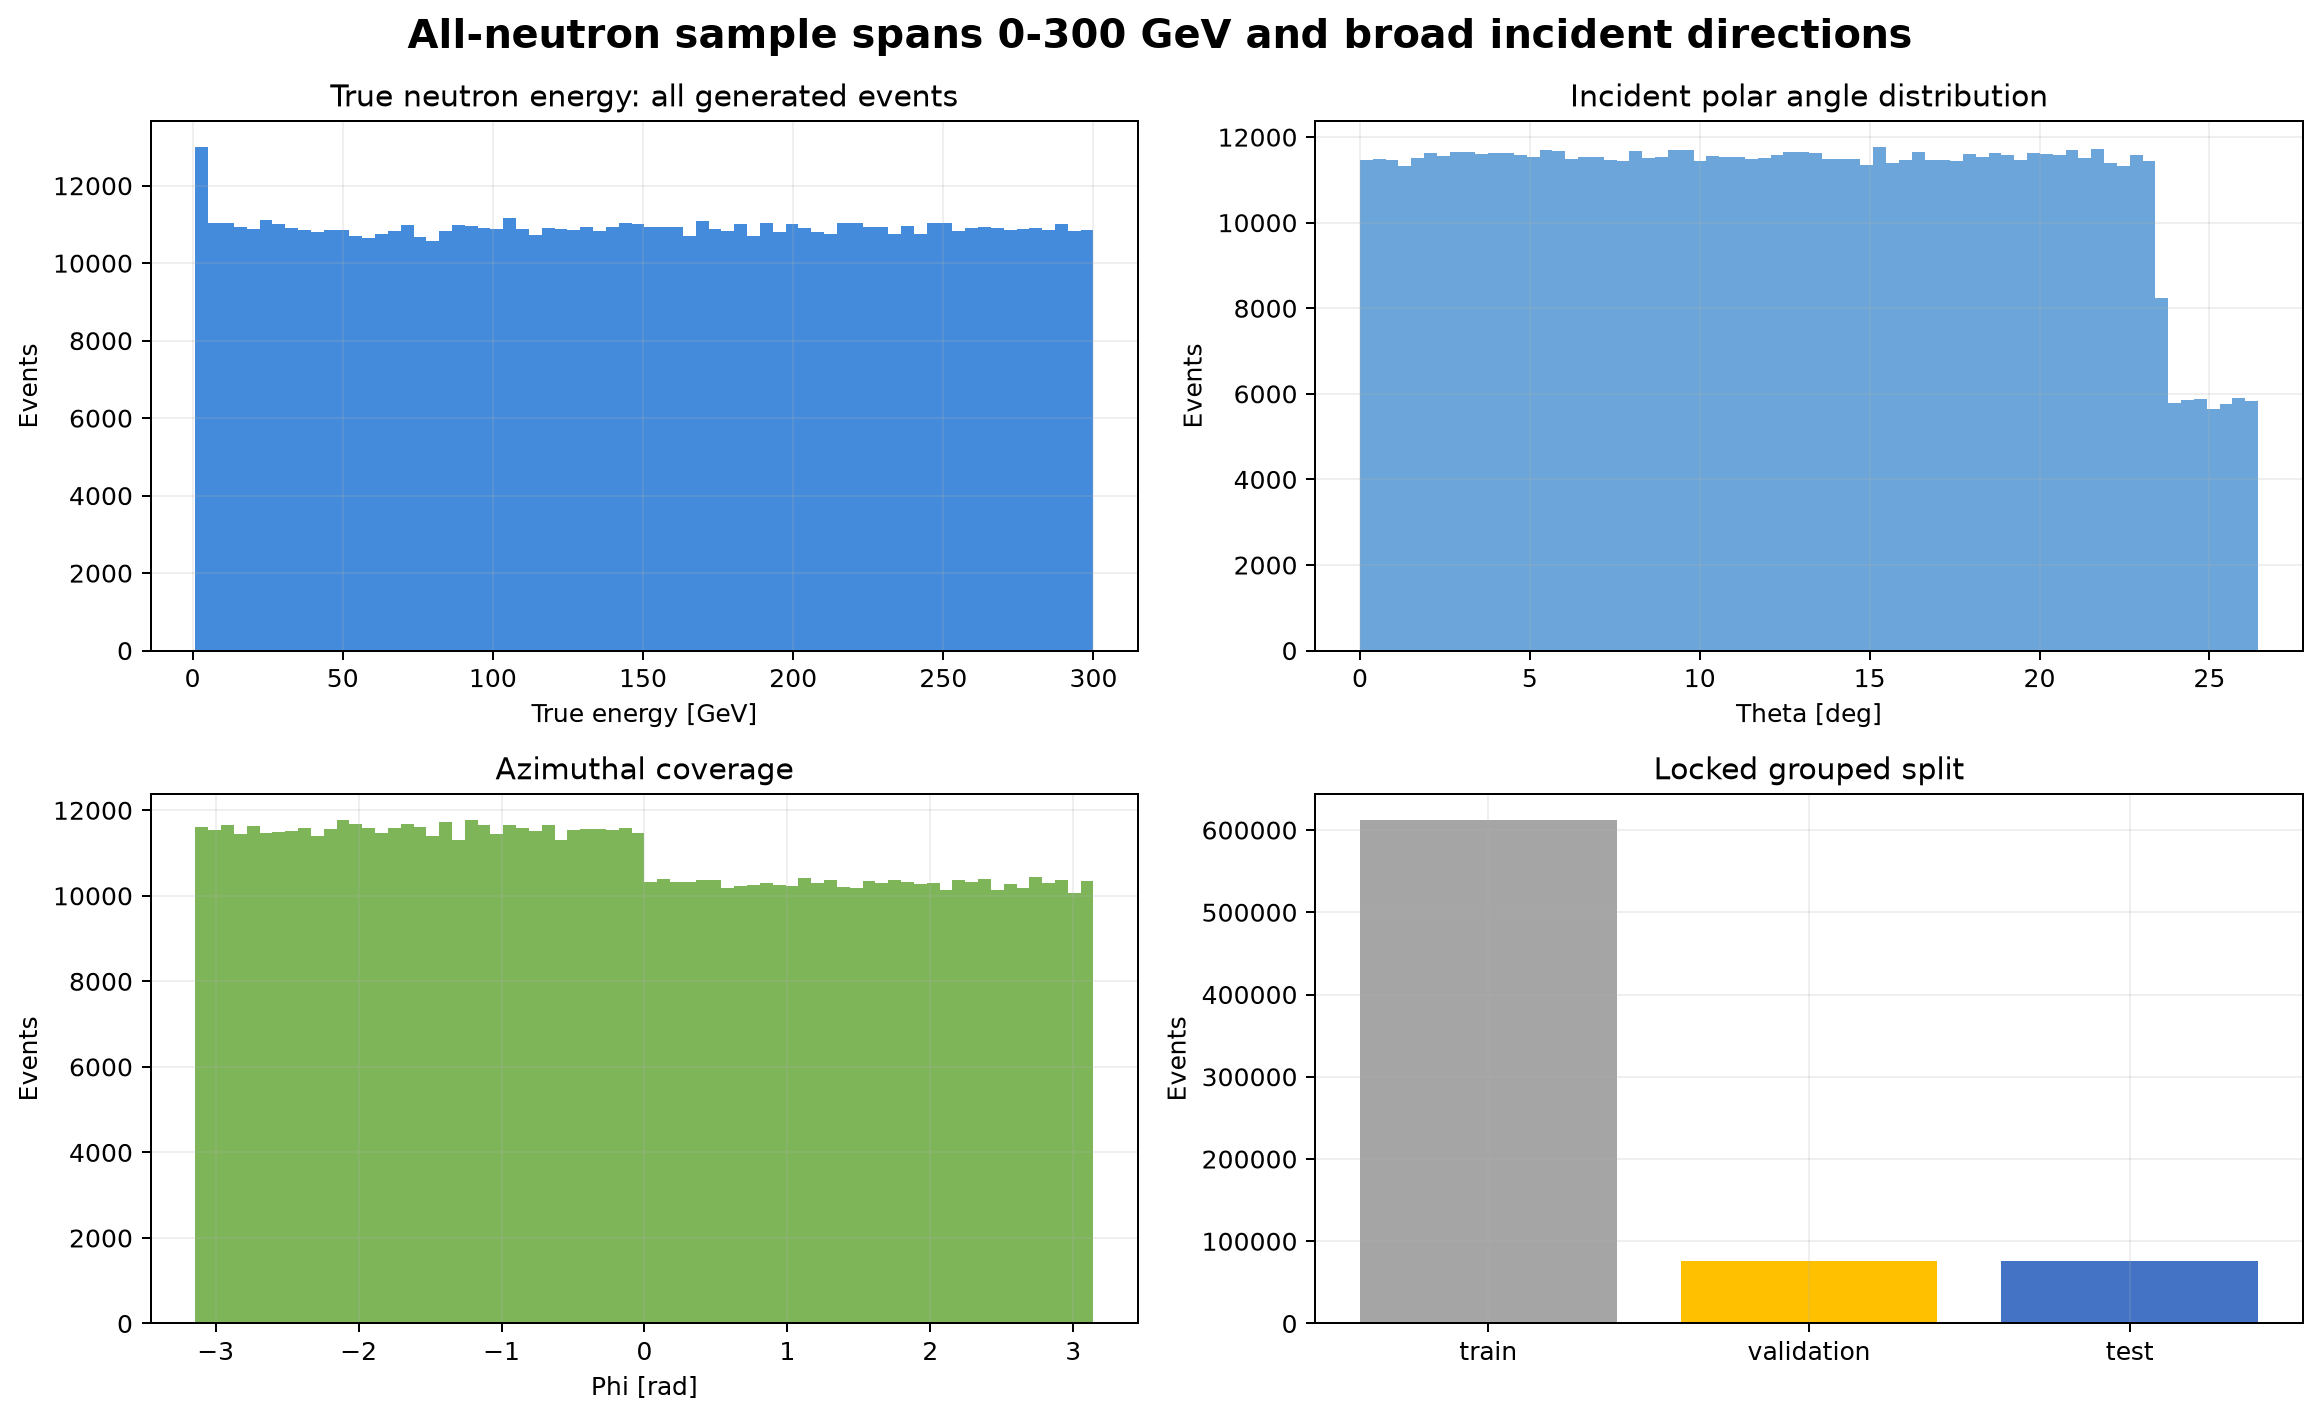 All-neutron sample spans 0-300 GeV and broad incident directions
True neutron energy: all generated events
Events
12000
10000
8000
6000
4000
2000
0
0 50 100 150 200 250 300
True energy [GeV]
Incident polar angle distribution
Events
12000
10000
8000
6000
4000
2000
0
0 5 10 15 20 25
Theta [deg]
Azimuthal coverage
Events
12000
10000
8000
6000
4000
2000
0
−3 −2 −1 0 1 2 3
Phi [rad]
Locked grouped split
Events
600000
500000
400000
300000
200000
100000
0
train validation test